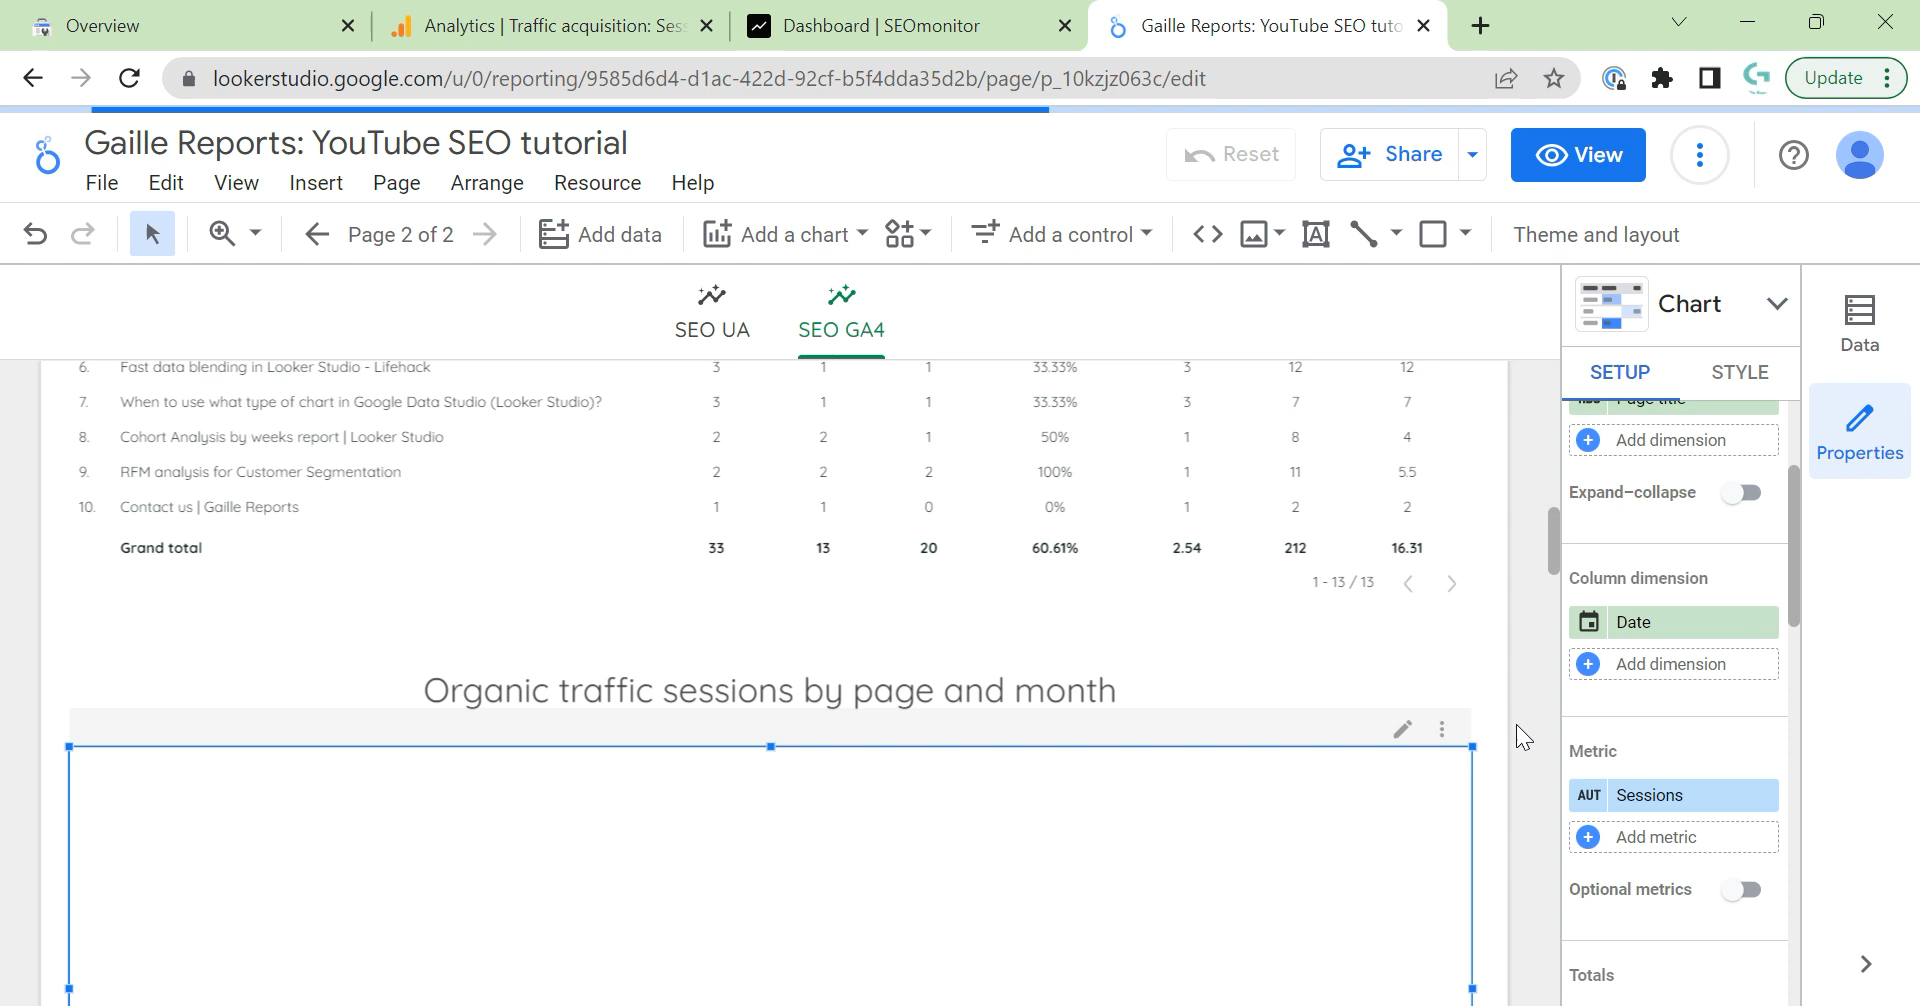 Overview
Analytics | Traffic acquisition: Ses
Dashboard | SEOmonitor
Gaille Reports: YouTube SEO tuto
lookerstudio.google.com/u/0/reporting/9585d6d4-d1ac-422d-92cf-b5f4dda35d2b/page/p_10kzjz063c/edit
Update
Gaille Reports: YouTube SEO tutorial
Reset
Share
View
File Edit View Insert Page Arrange Resource Help
Page 2 of 2
Add data
Add a chart
Add a control
Theme and layout
SEO UA
SEO GA4
6. Fast data blending in Looker Studio - Lifehack 3 1 1 33.33% 3 12 12
7. When to use what type of chart in Google Data Studio (Looker Studio)? 3 1 1 33.33% 3 7 7
8. Cohort Analysis by weeks report | Looker Studio 2 2 1 50% 1 8 4
9. RFM analysis for Customer Segmentation 2 2 2 100% 1 11 5.5
10. Contact us | Gaille Reports 1 1 0 0% 1 2 2
Grand total 33 13 20 60.61% 2.54 212 16.31
1 - 13 / 13
Organic traffic sessions by page and month
Chart
SETUP
STYLE
Page title
Add dimension
Expand-collapse
Column dimension
Date
Add dimension
Metric
AUT Sessions
Add metric
Optional metrics
Totals
Data
Properties